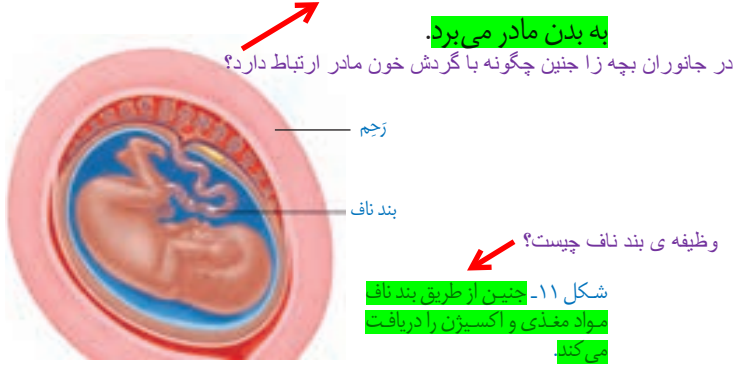 به بدن مادر می‌برد.
در جانوران بچه زا جنین چگونه با گردش خون مادر ارتباط دارد؟
رَحِم
بند ناف
وظیفه ی بند ناف چیست؟
شکل ۱۱ـ جنین از طریق بند ناف
مواد مغذی و اکسیژن را دریافت
می‌کند.